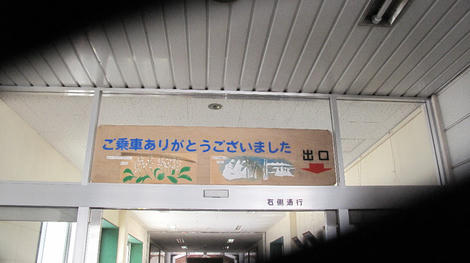 ご乗車ありがとうございました
出口
右側通行